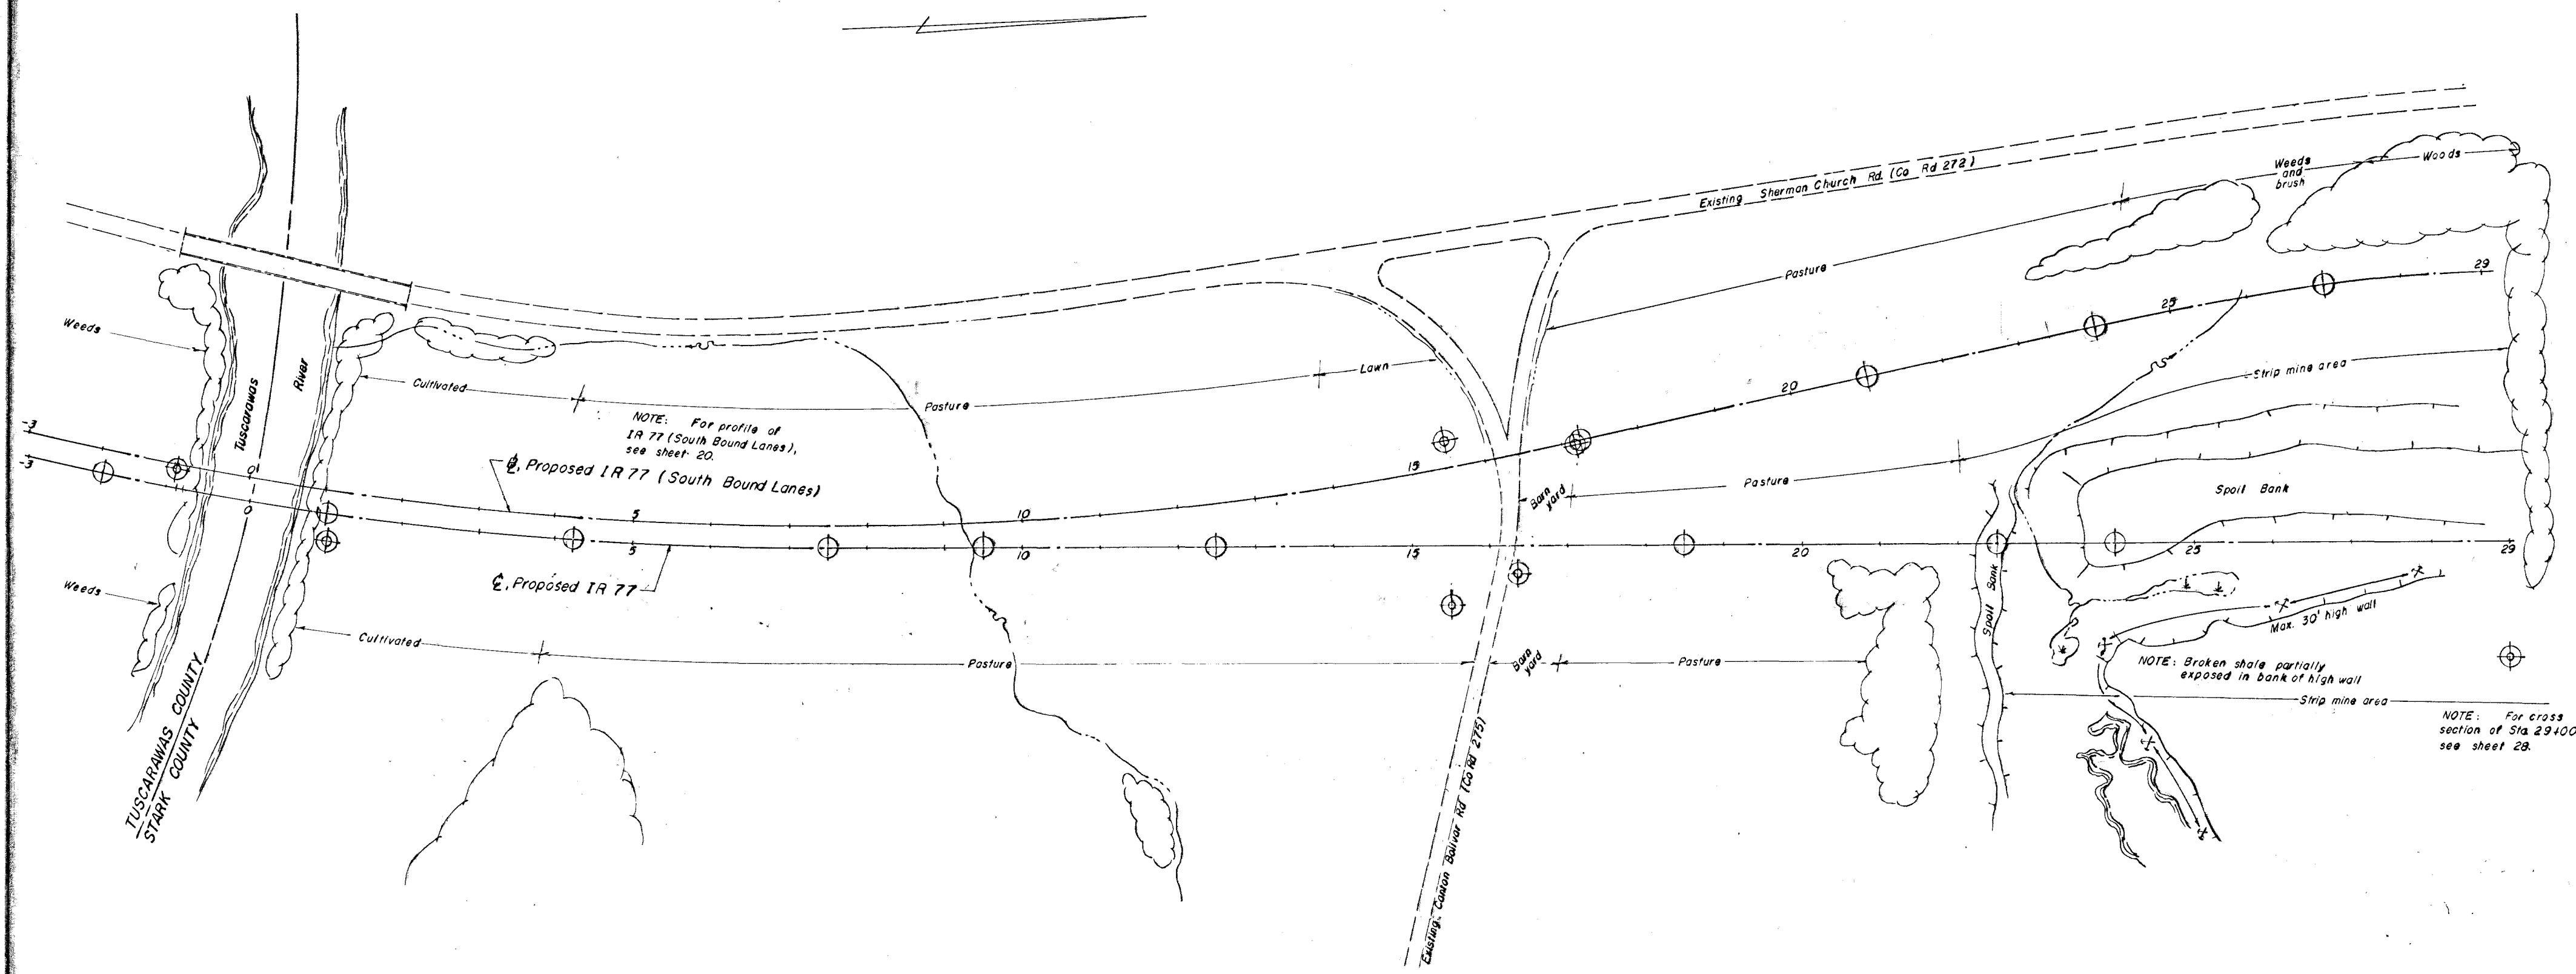 Existing Sherman Church Rd. (Co Rd 272)
Weeds
and
brush
Woods
Pasture
29
25
20
15
10
5
0
-3
Weeds
Tuscarawas
River
Cultivated
Pasture
Lawn
Strip mine area
NOTE: For profile of
IR 77 (South Bound Lanes),
see sheet 20.
℄, Proposed IR 77 (South Bound Lanes)
Barn
yard
Pasture
Spoil Bank
-3
0
5
10
15
20
25
29
℄, Proposed IR 77
Weeds
Cultivated
Pasture
Barn
yard
Pasture
Spoil Bank
Max. 30' high wall
NOTE: Broken shale partially
exposed in bank of high wall
Strip mine area
NOTE: For cross
section of Sta. 29+00
see sheet 28.
TUSCARAWAS COUNTY
STARK COUNTY
Existing Canton Bolivar Rd (Co Rd 275)